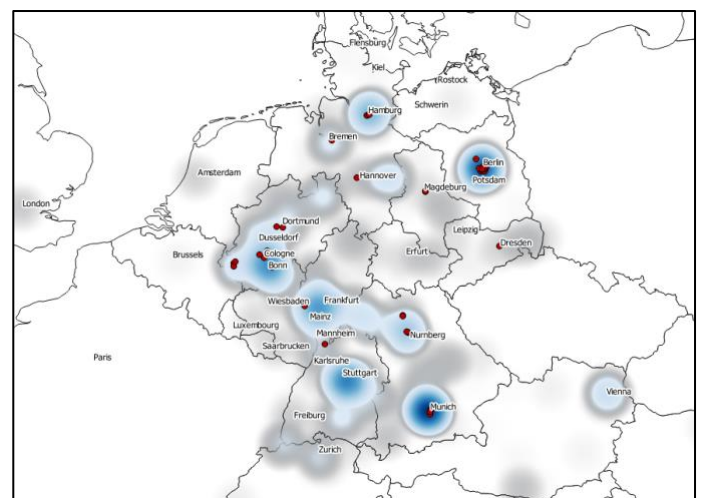 Flensburg
Kiel
Rostock
Schwerin
Hamburg
Bremen
Berlin
Amsterdam
Hannover
Potsdam
Magdeburg
London
Dortmund
Leipzig
Dusseldorf
Dresden
Brussels
Cologne
Erfurt
Bonn
Wiesbaden
Frankfurt
Mainz
Luxembourg
Mannheim
Nurnberg
Saarbrucken
Paris
Karlsruhe
Stuttgart
Vienna
Munich
Freiburg
Zurich